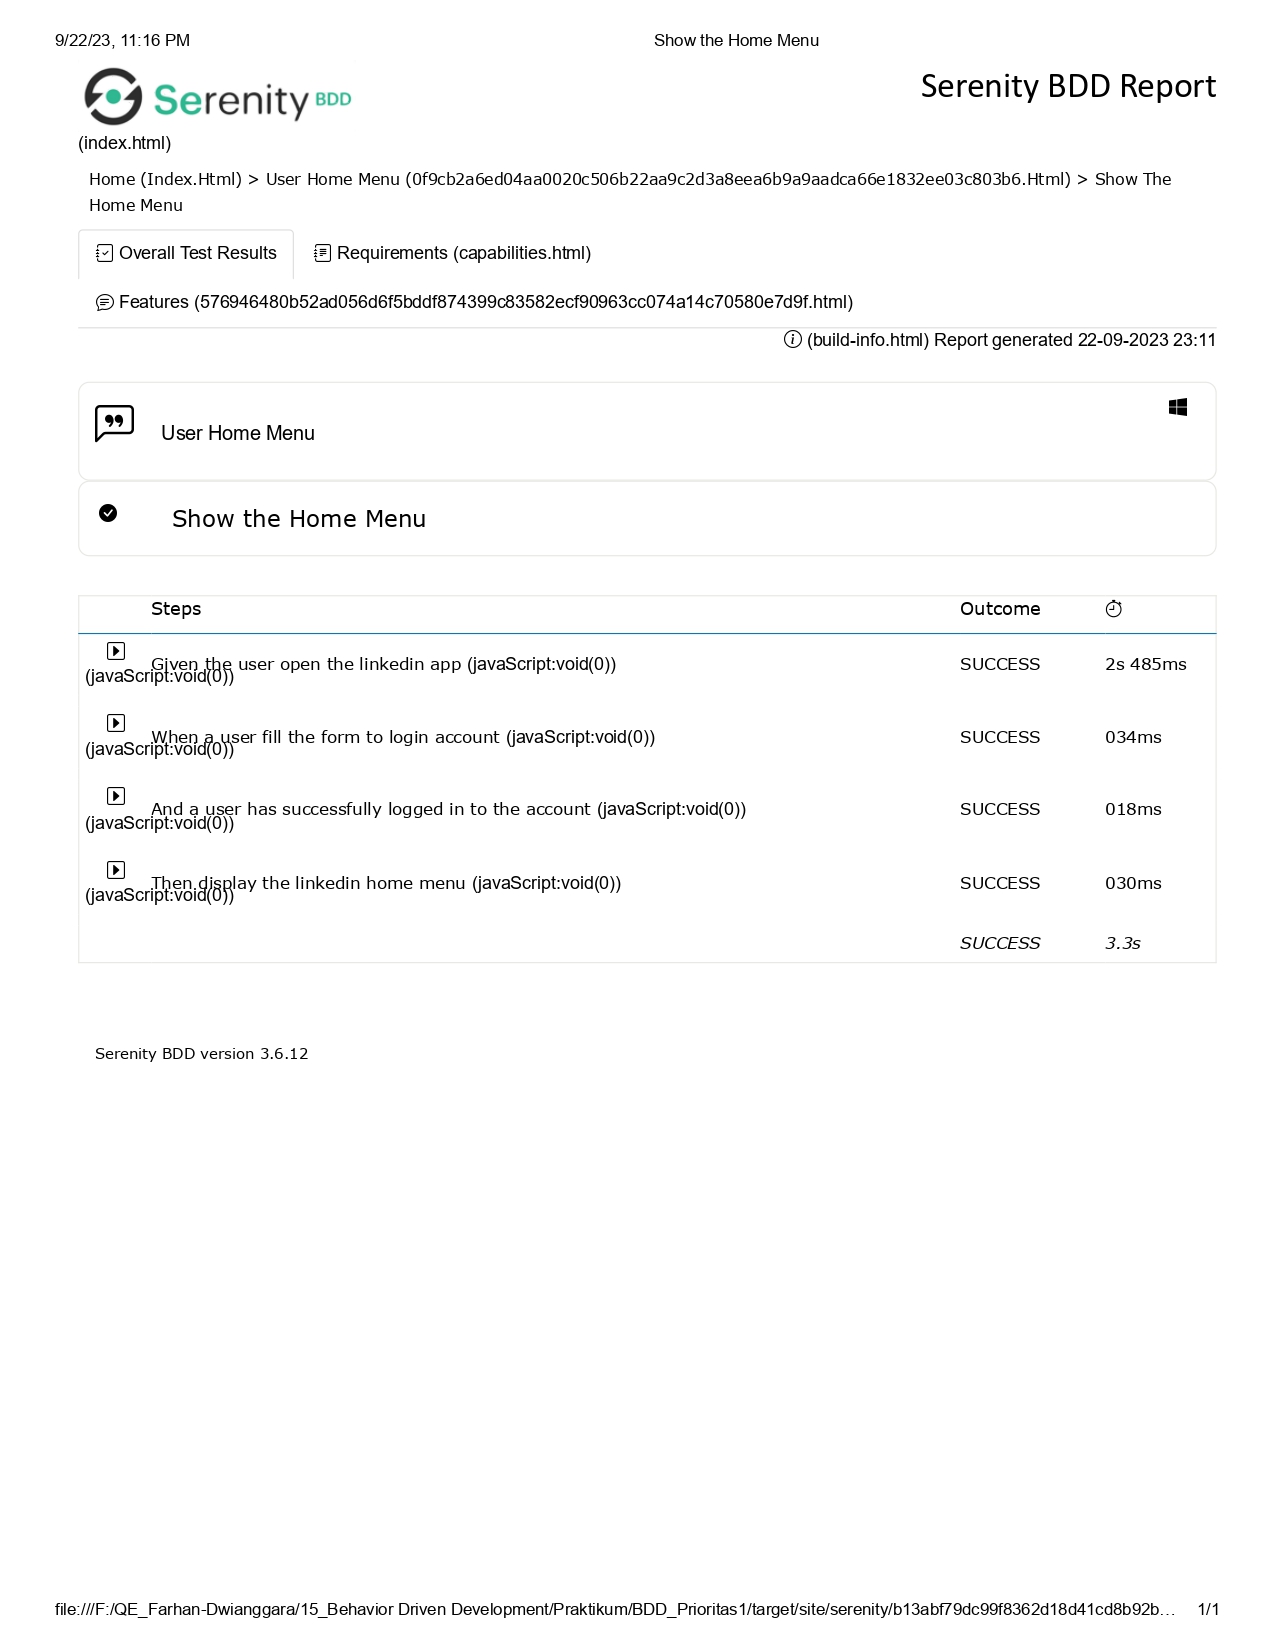 9/22/23, 11:16 PM Show the Home Menu
Serenity BDD Serenity BDD Report
(index.html)
Home (Index.Html) > User Home Menu (0f9cb2a6ed04aa0020c506b22aa9c2d3a8eea6b9a9aadca66e1832ee03c803b6.Html) > Show The
Home Menu
Overall Test Results Requirements (capabilities.html)
Features (576946480b52ad056d6f5bddf874399c83582ecf90963cc074a14c70580e7d9f.html)
(build-info.html) Report generated 22-09-2023 23:11
User Home Menu
Show the Home Menu
Steps Outcome
Given the user open the linkedin app (javaScript:void(0)) SUCCESS 2s 485ms
(javaScript:void(0))
When a user fill the form to login account (javaScript:void(0)) SUCCESS 034ms
(javaScript:void(0))
And a user has successfully logged in to the account (javaScript:void(0)) SUCCESS 018ms
(javaScript:void(0))
Then display the linkedin home menu (javaScript:void(0)) SUCCESS 030ms
(javaScript:void(0))
SUCCESS 3.3s
Serenity BDD version 3.6.12
file:///F:/QE_Farhan-Dwianggara/15_Behavior Driven Development/Praktikum/BDD_Prioritas1/target/site/serenity/b13abf79dc99f8362d18d41cd8b92b… 1/1